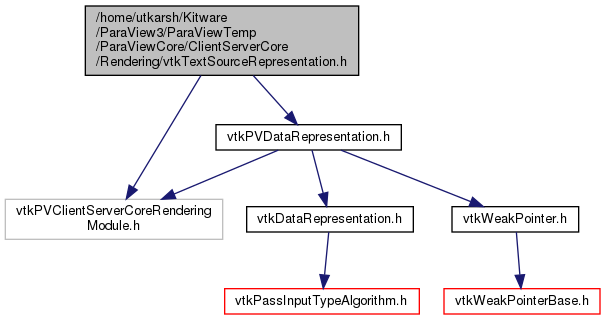 /home/utkarsh/Kitware
/ParaView3/ParaViewTemp
/ParaViewCore/ClientServerCore
/Rendering/vtkTextSourceRepresentation.h
vtkPVDataRepresentation.h
vtkPVClientServerCoreRendering
Module.h
vtkDataRepresentation.h
vtkWeakPointer.h
vtkPassInputTypeAlgorithm.h
vtkWeakPointerBase.h